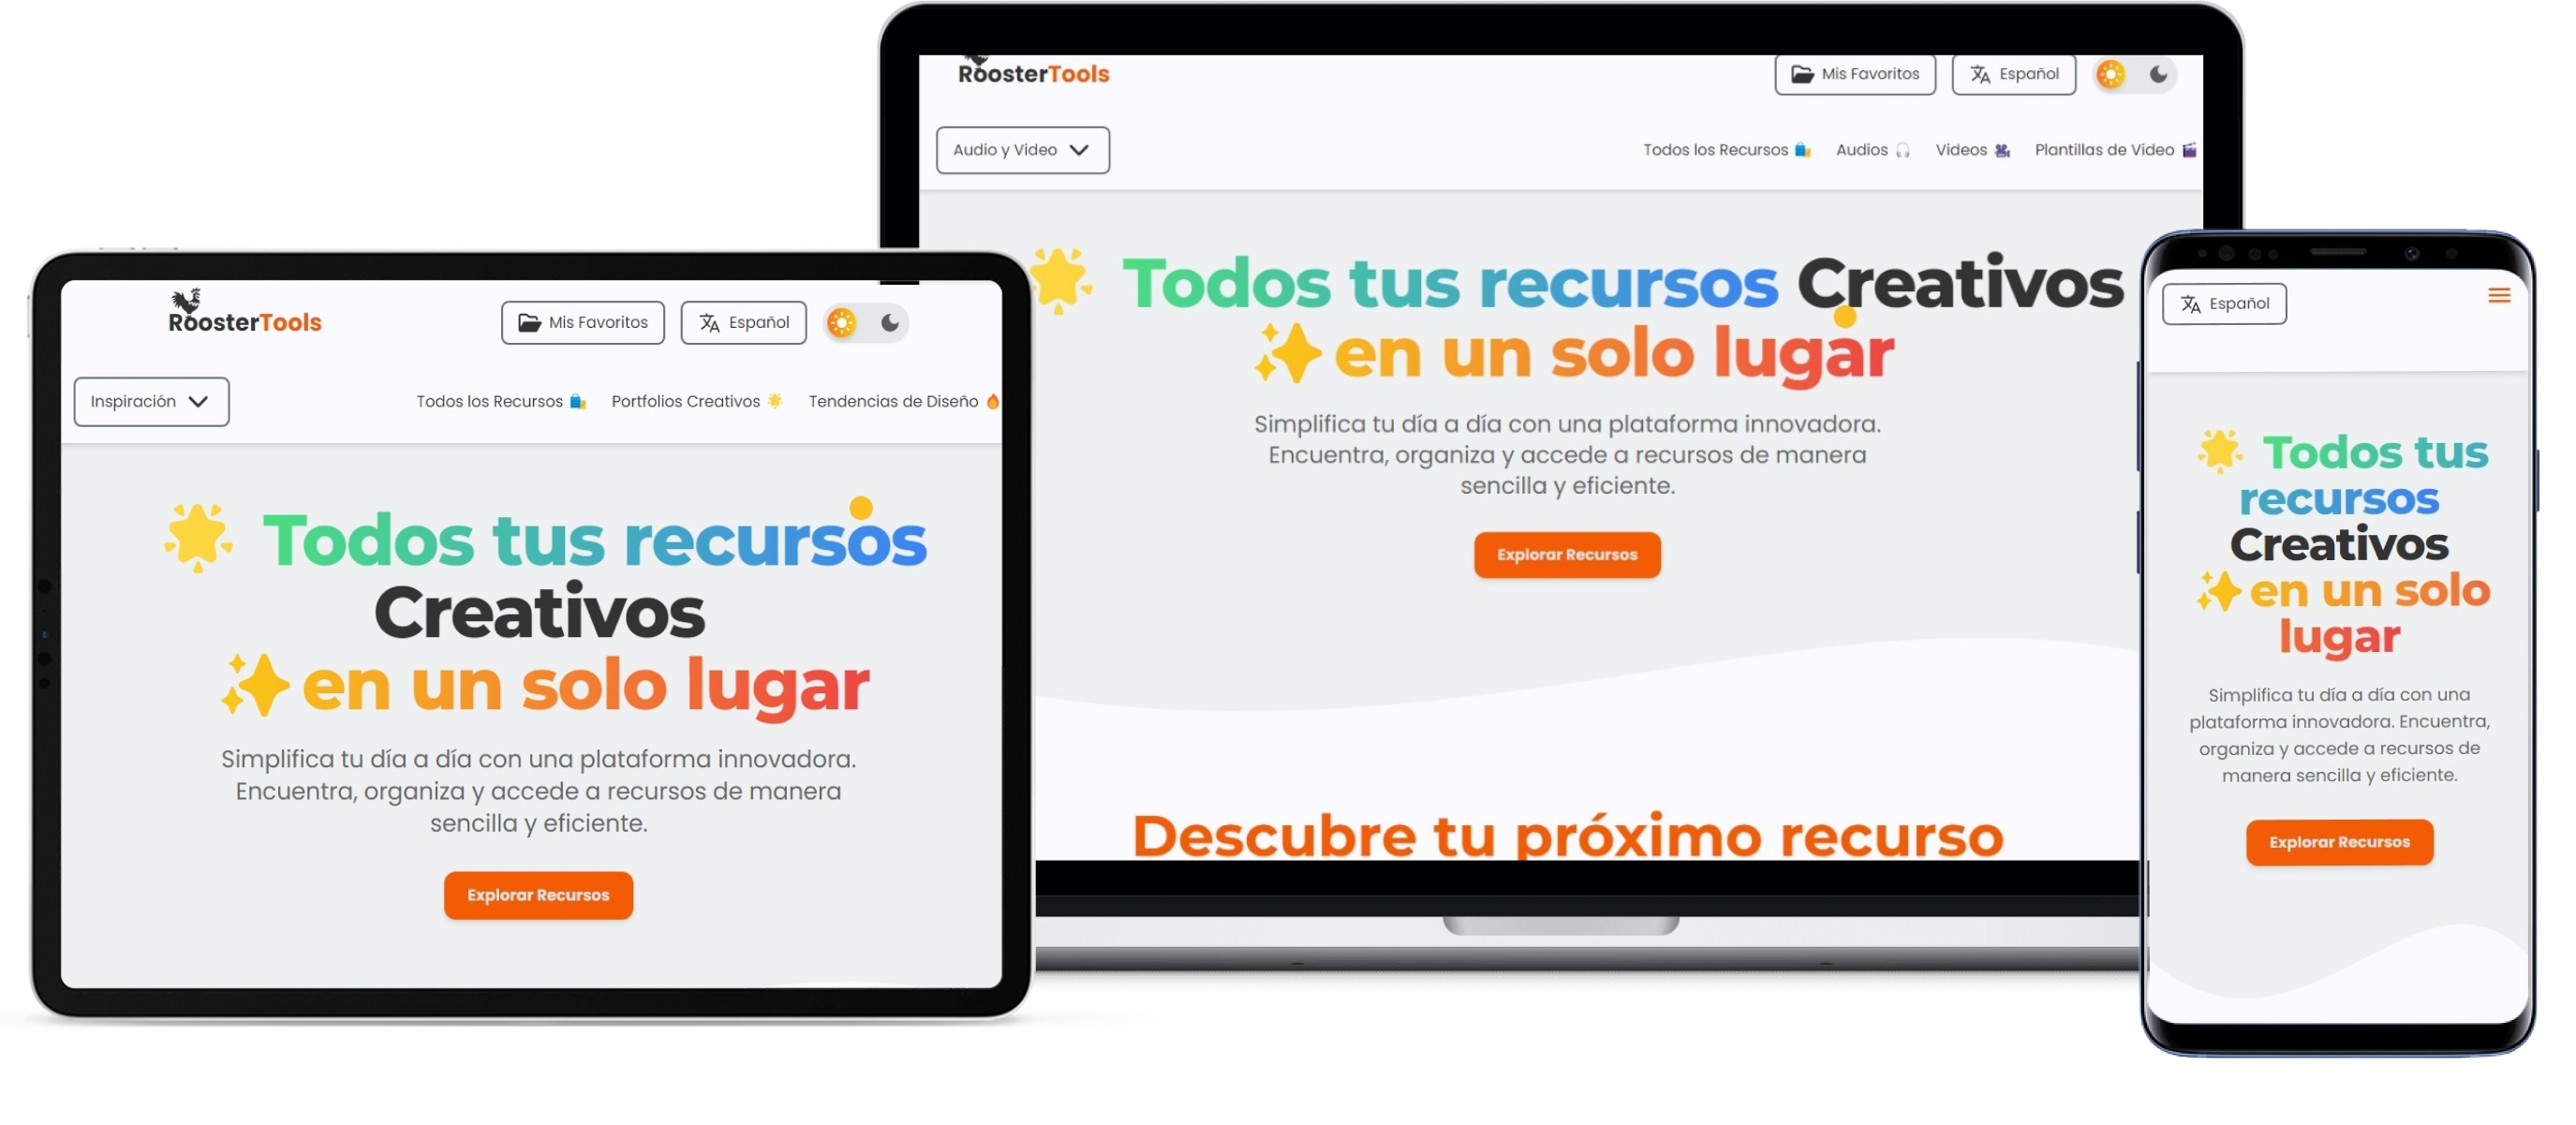 RoosterTools
Mis Favoritos
Español
Audio y Video
Todos los Recursos
Audios
Videos
Plantillas de Video
Todos tus recursos Creativos
en un solo lugar
Simplifica tu día a día con una plataforma innovadora.
Encuentra, organiza y accede a recursos de manera
sencilla y eficiente.
Explorar Recursos
Descubre tu próximo recurso
RoosterTools
Mis Favoritos
Español
Inspiración
Todos los Recursos
Portfolios Creativos
Tendencias de Diseño
Todos tus recursos
Creativos
en un solo lugar
Simplifica tu día a día con una plataforma innovadora.
Encuentra, organiza y accede a recursos de manera
sencilla y eficiente.
Explorar Recursos
Español
Todos tus
recursos
Creativos
en un solo
lugar
Simplifica tu día a día con una
plataforma innovadora. Encuentra,
organiza y accede a recursos de
manera sencilla y eficiente.
Explorar Recursos